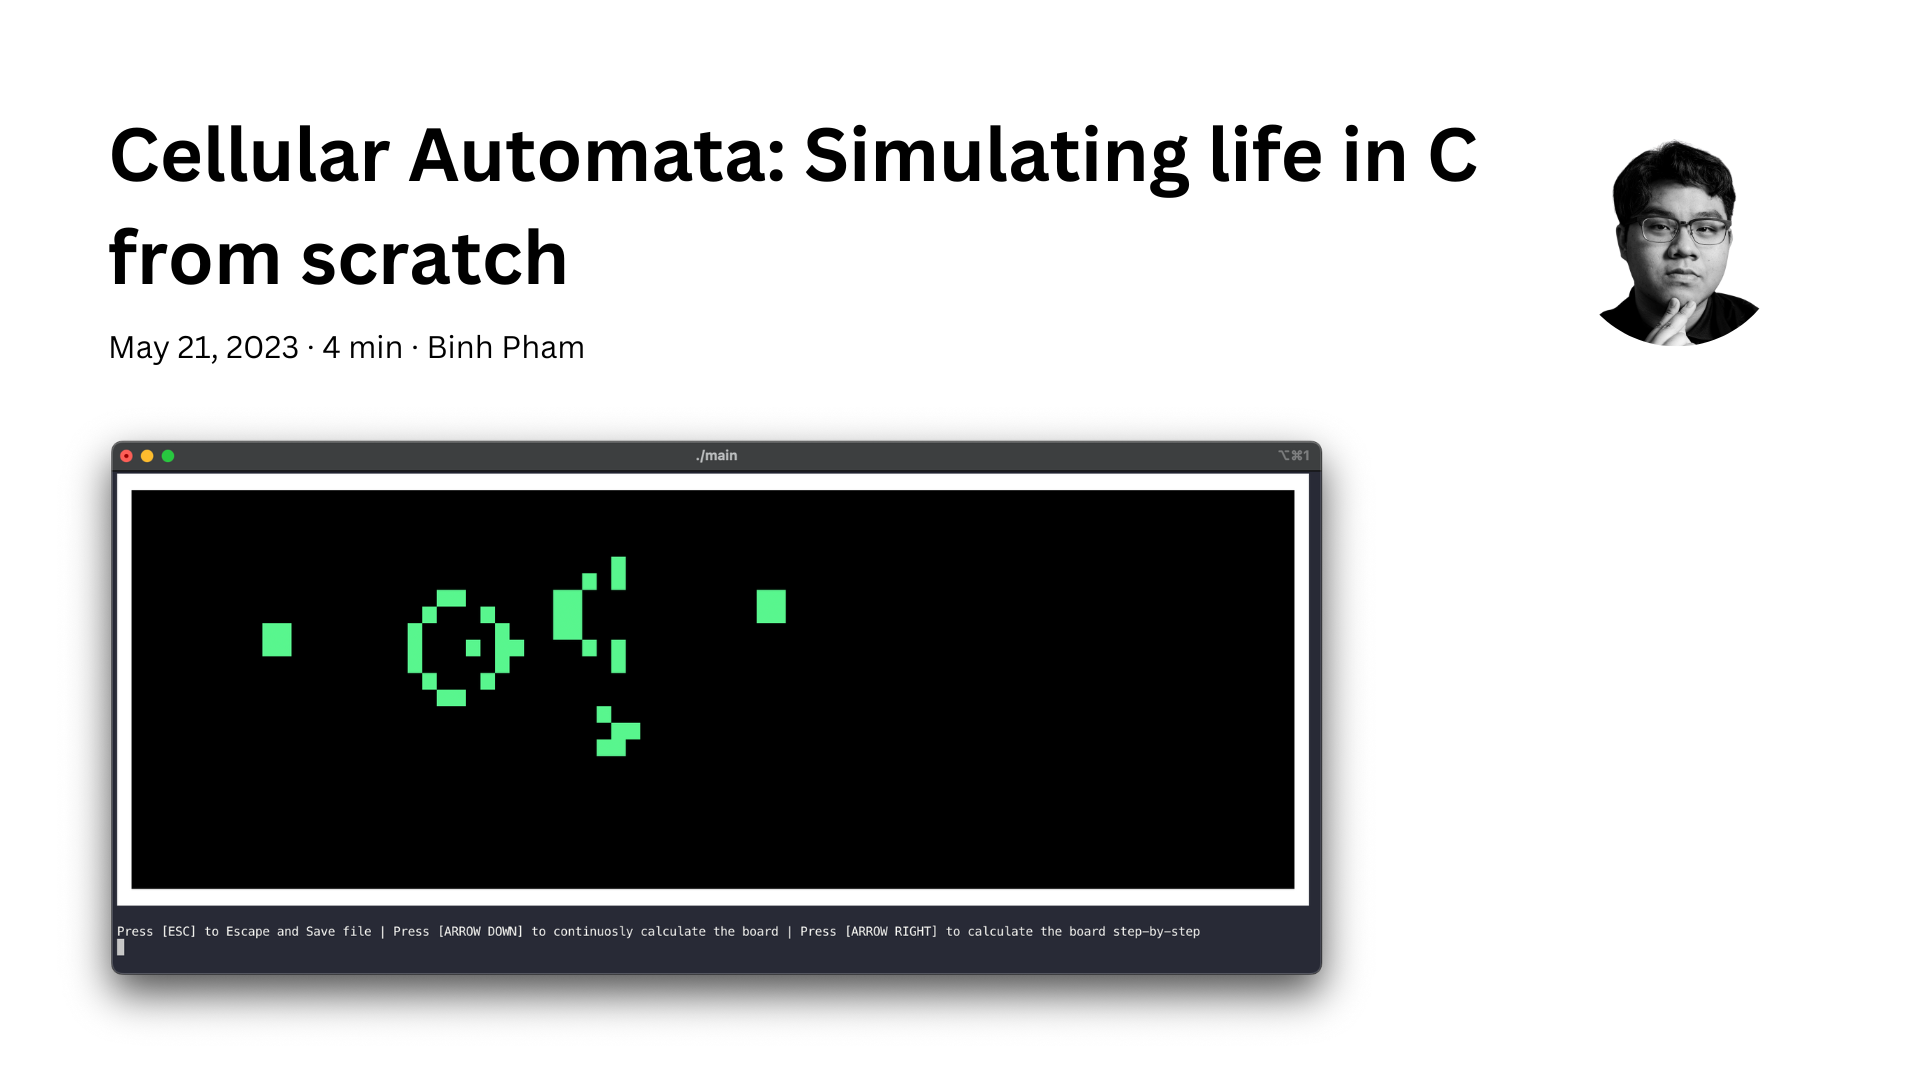 Cellular Automata: Simulating life in C
from scratch
May 21, 2023 · 4 min · Binh Pham
./main
⌥⌘1
Press [ESC] to Escape and Save file | Press [ARROW DOWN] to continuosly calculate the board | Press [ARROW RIGHT] to calculate the board step-by-step